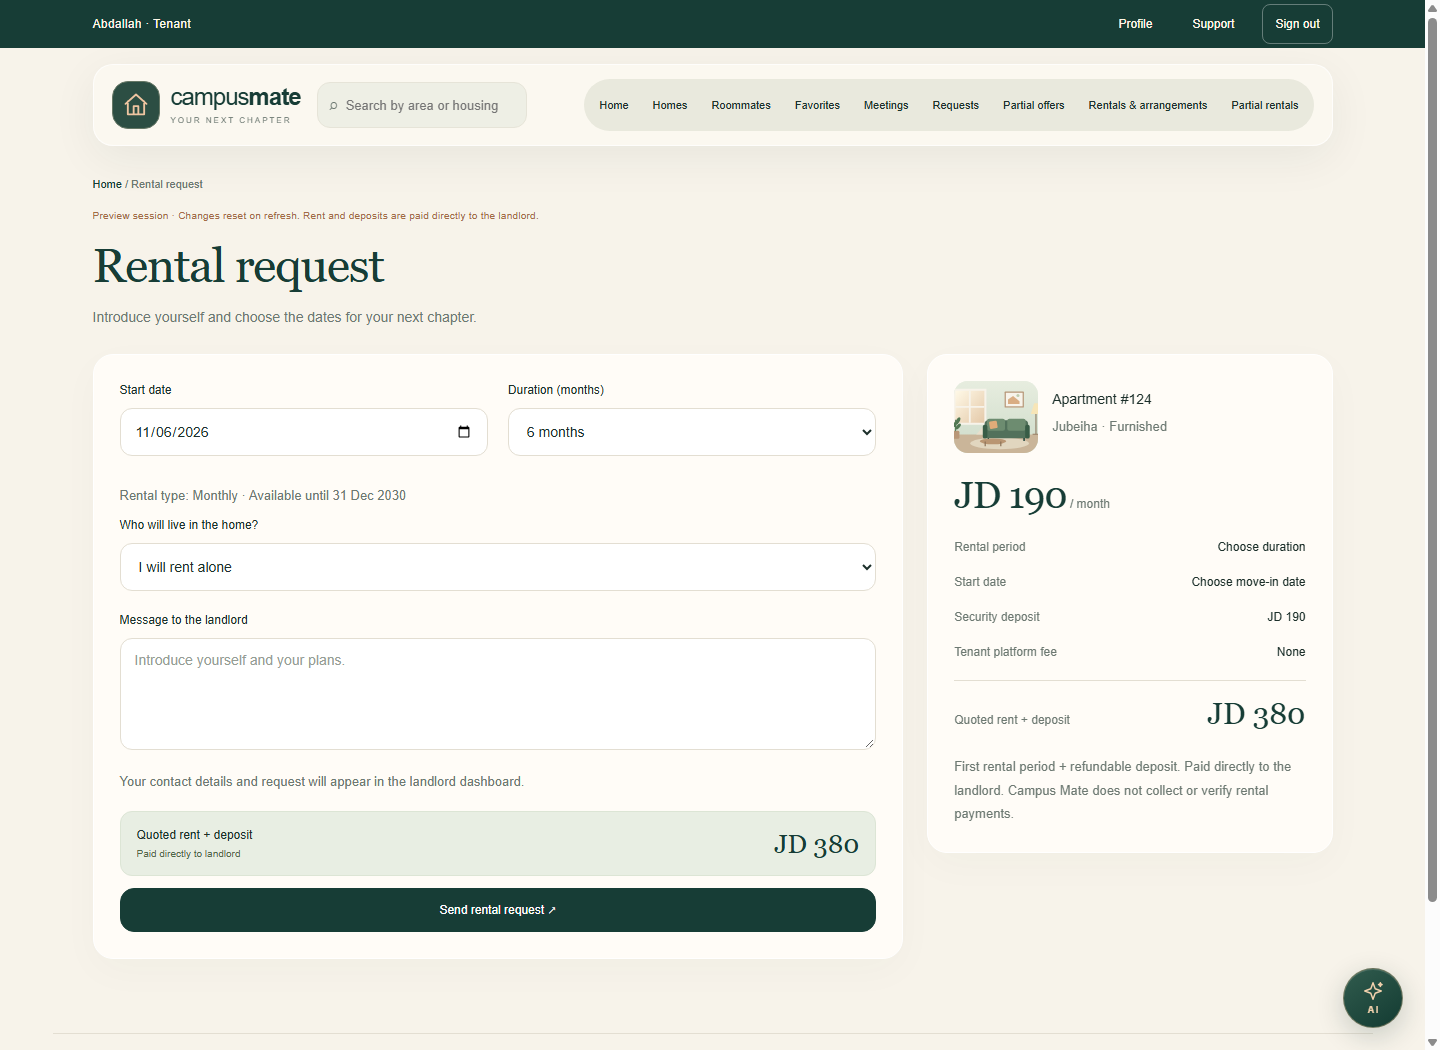 Abdallah · Tenant
Profile
Support
Sign out
campusmate
YOUR NEXT CHAPTER
Search by area or housing
Home
Homes
Roommates
Favorites
Meetings
Requests
Partial offers
Rentals & arrangements
Partial rentals
Home / Rental request
Preview session · Changes reset on refresh. Rent and deposits are paid directly to the landlord.
Rental request
Introduce yourself and choose the dates for your next chapter.
Start date
11/06/2026
Duration (months)
6 months
Rental type: Monthly · Available until 31 Dec 2030
Who will live in the home?
I will rent alone
Message to the landlord
Introduce yourself and your plans.
Your contact details and request will appear in the landlord dashboard.
Quoted rent + deposit
Paid directly to landlord
JD 380
Send rental request ↗
Apartment #124
Jubeiha · Furnished
JD 190 / month
Rental period
Choose duration
Start date
Choose move-in date
Security deposit
JD 190
Tenant platform fee
None
Quoted rent + deposit
JD 380
First rental period + refundable deposit. Paid directly to the
landlord. Campus Mate does not collect or verify rental
payments.
AI